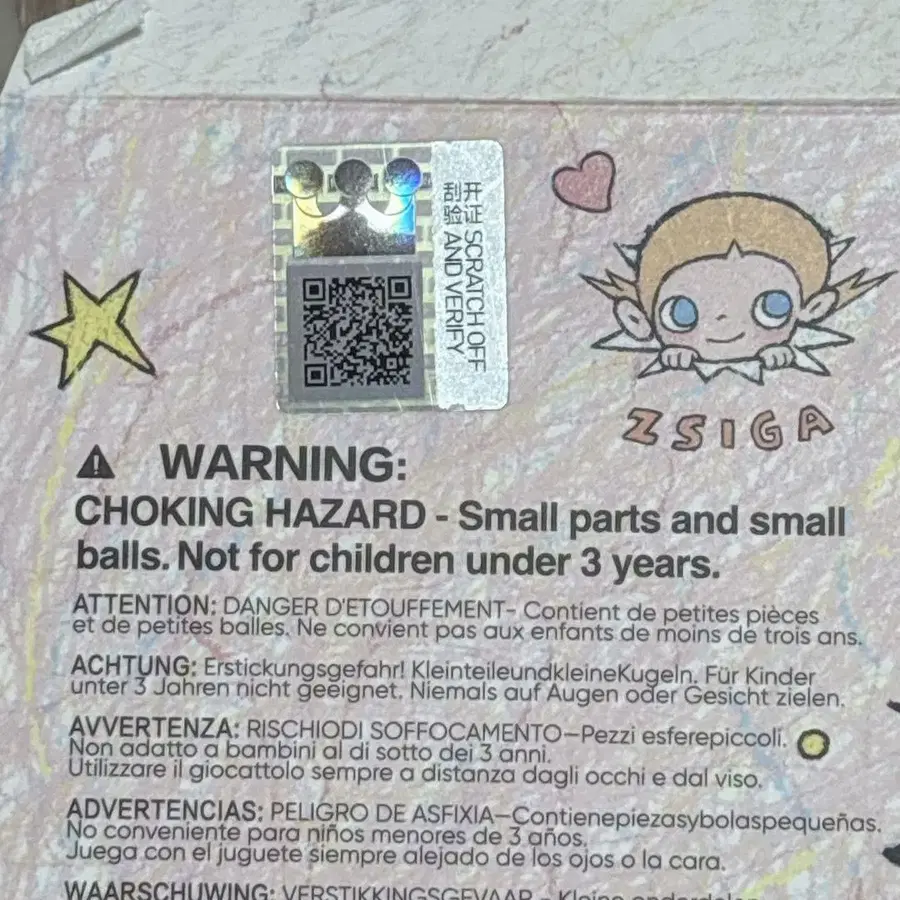 开 证
刮 验
SCRATCH OFF
AND VERIFY
ZSIGA
WARNING:
CHOKING HAZARD - Small parts and small
balls. Not for children under 3 years.
ATTENTION: DANGER D'ETOUFFEMENT- Contient de petites pièces
et de petites balles. Ne convient pas aux enfants de moins de trois ans.
ACHTUNG: Erstickungsgefahr! KleinteileundkleineKugeln. Für Kinder
unter 3 Jahren nicht geeignet. Niemals auf Augen oder Gesicht zielen.
AVVERTENZA: RISCHIODI SOFFOCAMENTO—Pezzi esferepiccoli.
Non adatto a bambini al di sotto dei 3 anni.
Utilizzare il giocattolo sempre a distanza dagli occhi e dal viso.
ADVERTENCIAS: PELIGRO DE ASFIXIA—Contienepiezasybolaspequeñas.
No conveniente para niños menores de 3 años.
Juega con el juguete siempre alejado de los ojos o la cara.
WAARSCHUWING: VERSTIKKINGSGEVAAR - Kleine onderdelen